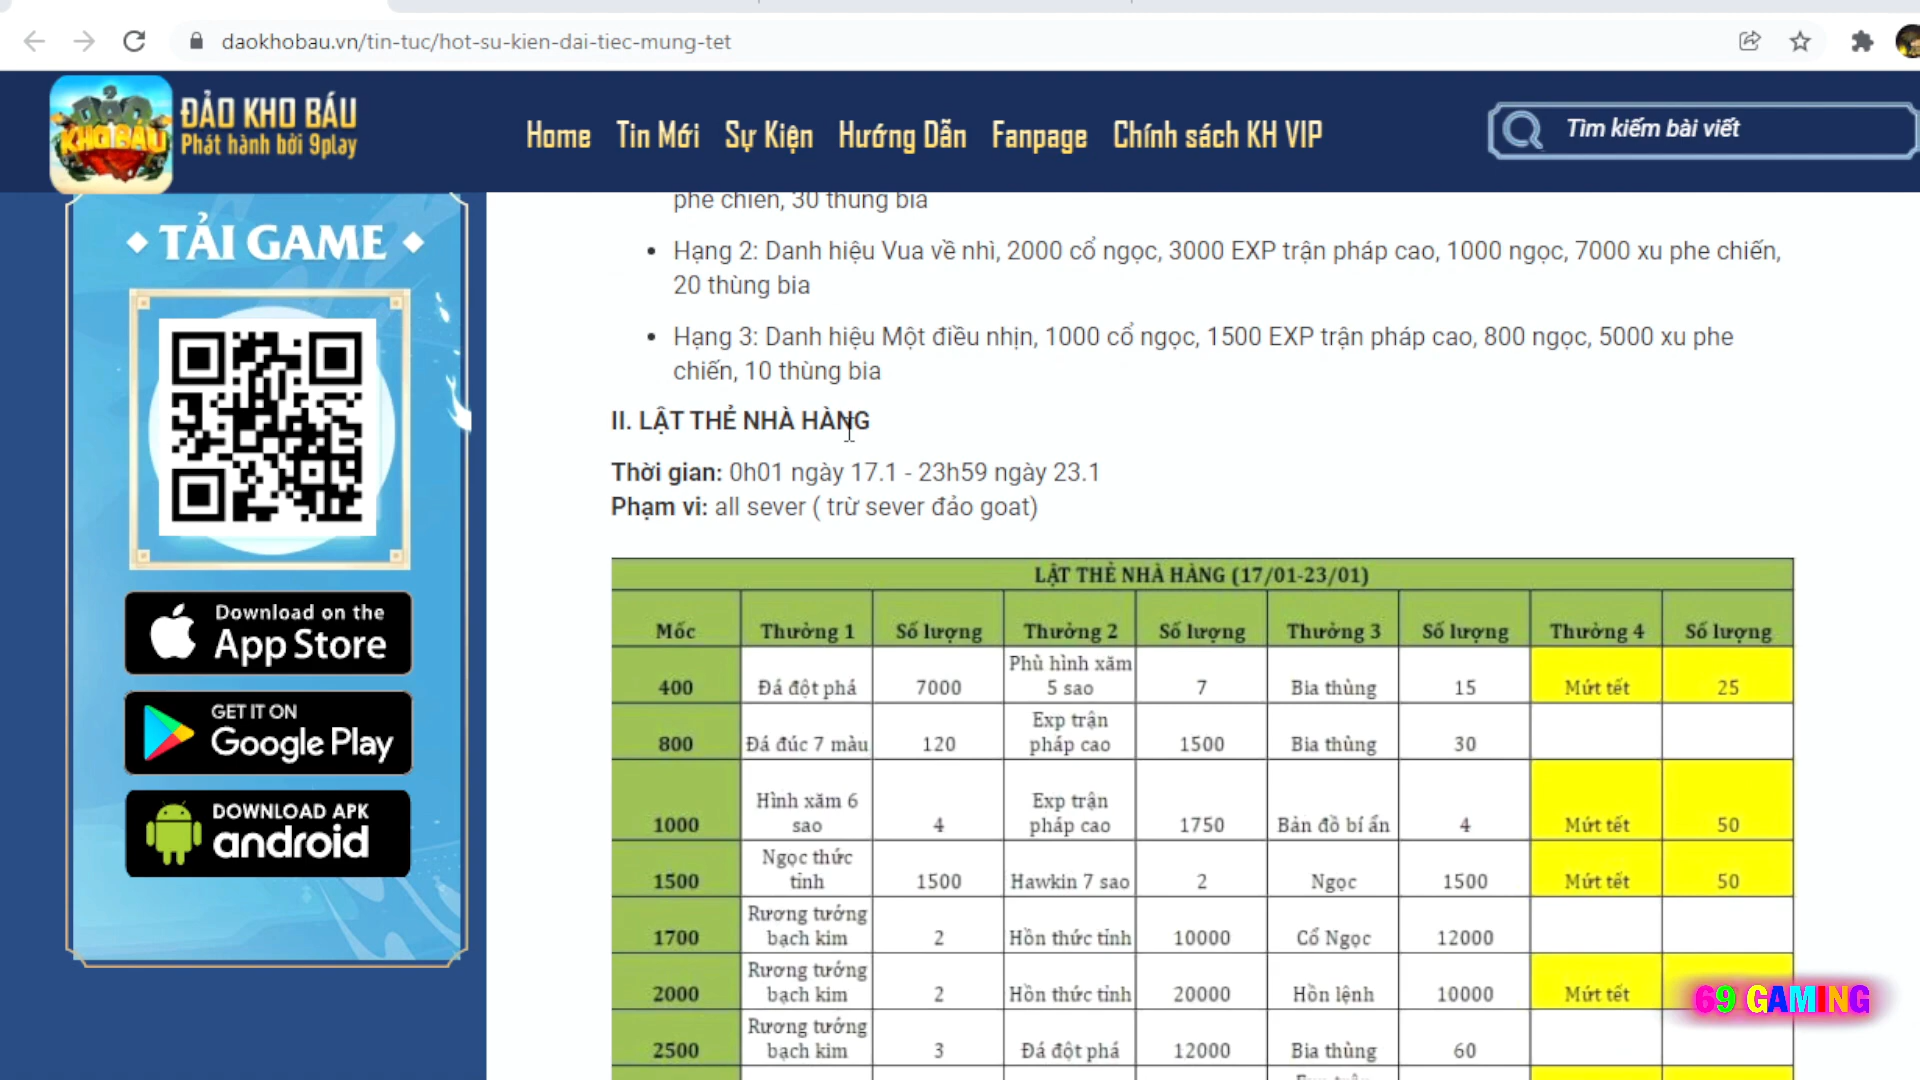 daokhobau.vn/tin-tuc/hot-su-kien-dai-tiec-mung-tet
ĐẢO KHO BÁU
ĐẢO KHO BÁU
Phát hành bởi 9play
Home Tin Mới Sự Kiện Hướng Dẫn Fanpage Chính sách KH VIP
Tìm kiếm bài viết
TẢI GAME
Download on the
App Store
GET IT ON
Google Play
DOWNLOAD APK
android
phe chiến, 30 thùng bia
Hạng 2: Danh hiệu Vua về nhì, 2000 cổ ngọc, 3000 EXP trận pháp cao, 1000 ngọc, 7000 xu phe chiến,
20 thùng bia
Hạng 3: Danh hiệu Một điều nhịn, 1000 cổ ngọc, 1500 EXP trận pháp cao, 800 ngọc, 5000 xu phe
chiến, 10 thùng bia
II. LẬT THẺ NHÀ HÀNG
Thời gian: 0h01 ngày 17.1 - 23h59 ngày 23.1
Phạm vi: all sever ( trừ sever đảo goat)
LẬT THẺ NHÀ HÀNG (17/01-23/01)
Mốc Thưởng 1 Số lượng Thưởng 2 Số lượng Thưởng 3 Số lượng Thưởng 4 Số lượng
400 Đá đột phá 7000 Phù hình xăm 5 sao 7 Bia thùng 15 Mứt tết 25
800 Đá đúc 7 màu 120 Exp trận pháp cao 1500 Bia thùng 30
1000 Hình xăm 6 sao 4 Exp trận pháp cao 1750 Bản đồ bí ẩn 4 Mứt tết 50
1500 Ngọc thức tỉnh 1500 Hawkin 7 sao 2 Ngọc 1500 Mứt tết 50
1700 Rương tướng bạch kim 2 Hồn thức tỉnh 10000 Cổ Ngọc 12000
2000 Rương tướng bạch kim 2 Hồn thức tỉnh 20000 Hồn lệnh 10000 Mứt tết
2500 Rương tướng bạch kim 3 Đá đột phá 12000 Bia thùng 60
69 GAMING